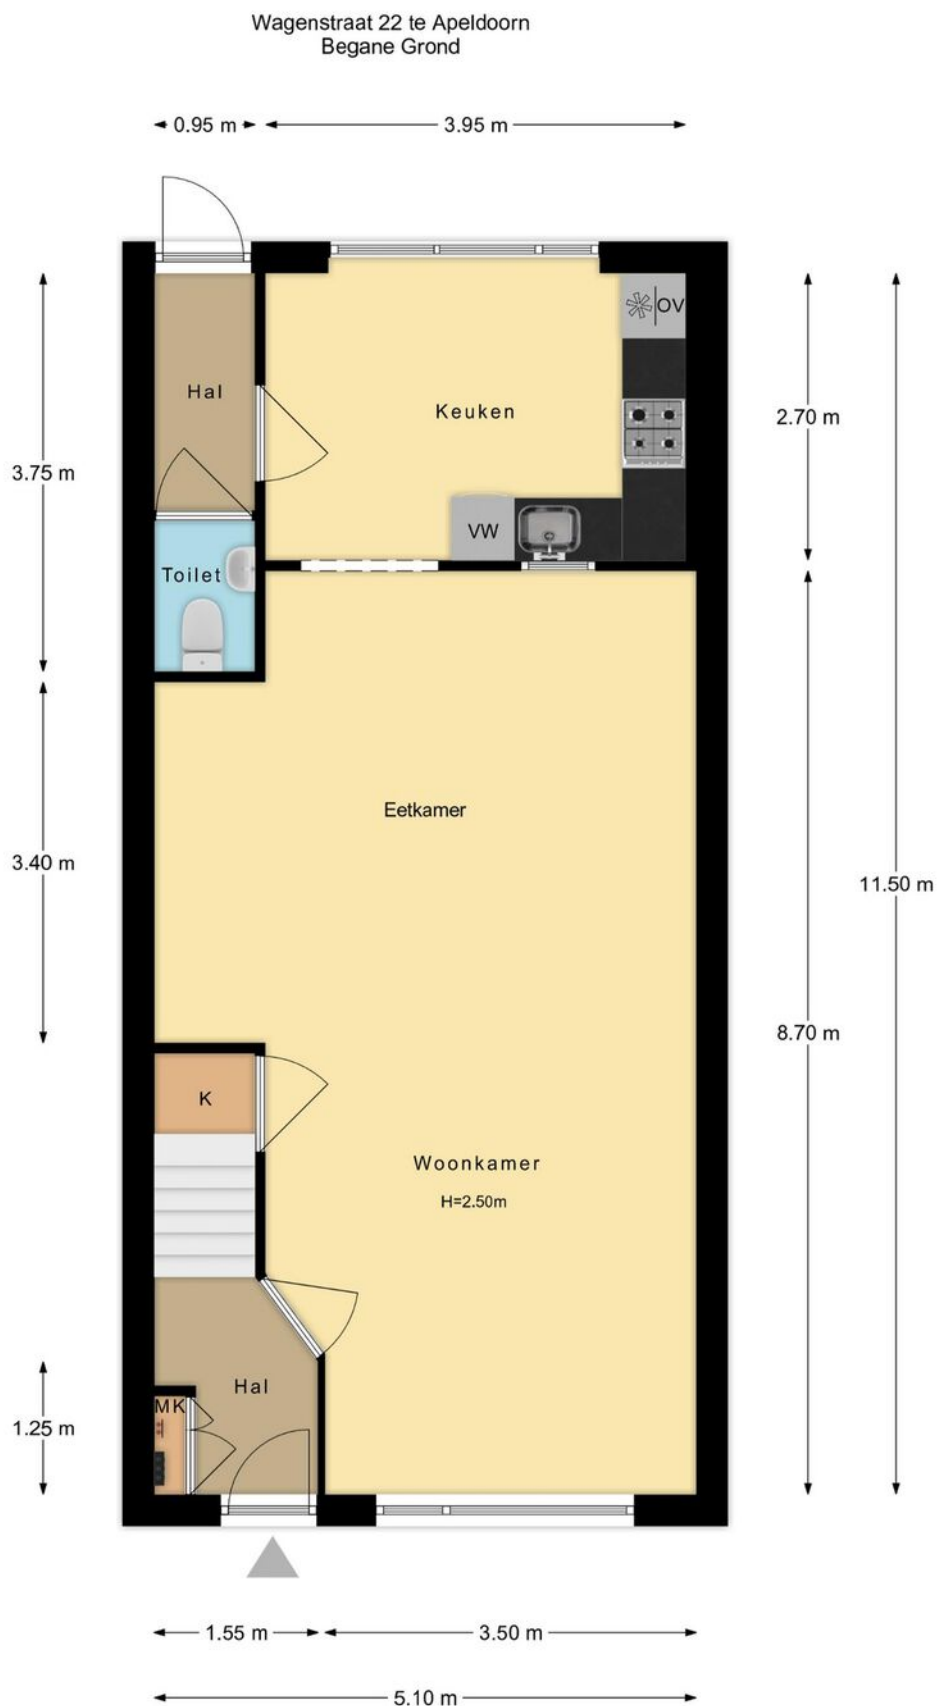 Wagenstraat 22 te Apeldoorn
Begane Grond
0.95 m
3.95 m
OV
Hal
Keuken
2.70 m
3.75 m
VW
Toilet
Eetkamer
3.40 m
11.50 m
8.70 m
K
Woonkamer
H=2.50m
Hal
MK
1.25 m
1.55 m
3.50 m
5.10 m